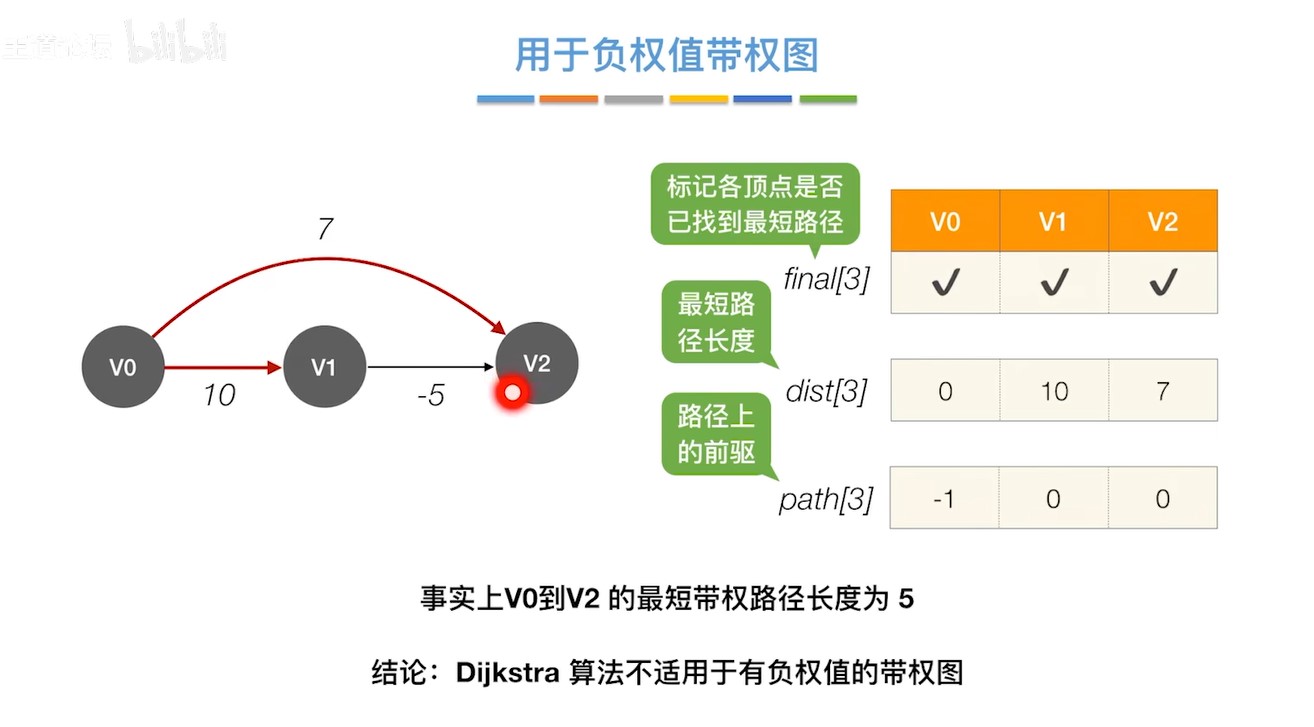 bilibili
用于负权值带权图
7
V0
10
V1
-5
V2
标记各顶点是否
已找到最短路径
final[3]
V0 V1 V2
✓ ✓ ✓
最短路
径长度
dist[3]
0 10 7
路径上
的前驱
path[3]
-1 0 0
事实上V0到V2 的最短带权路径长度为 5
结论：Dijkstra 算法不适用于有负权值的带权图